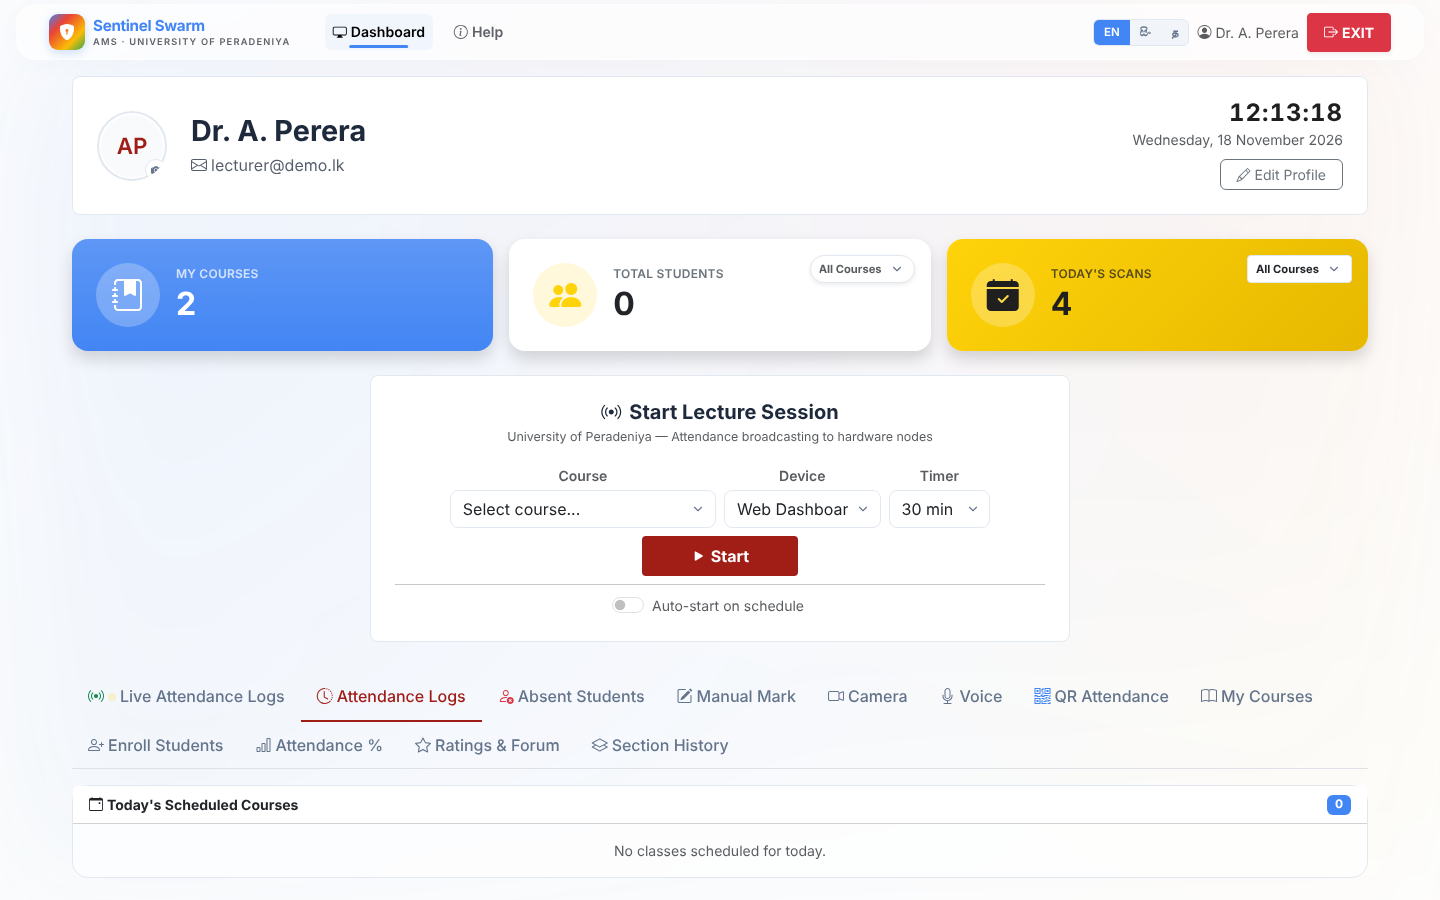 Sentinel Swarm
AMS · UNIVERSITY OF PERADENIYA
Dashboard
Help
EN
සිං
த
Dr. A. Perera
EXIT
AP
Dr. A. Perera
lecturer@demo.lk
12:13:18
Wednesday, 18 November 2026
Edit Profile
MY COURSES
2
TOTAL STUDENTS
0
All Courses
TODAY'S SCANS
4
All Courses
Start Lecture Session
University of Peradeniya — Attendance broadcasting to hardware nodes
Course
Device
Timer
Select course...
Web Dashboar
30 min
Start
Auto-start on schedule
Live Attendance Logs
Attendance Logs
Absent Students
Manual Mark
Camera
Voice
QR Attendance
My Courses
Enroll Students
Attendance %
Ratings & Forum
Section History
Today's Scheduled Courses
0
No classes scheduled for today.